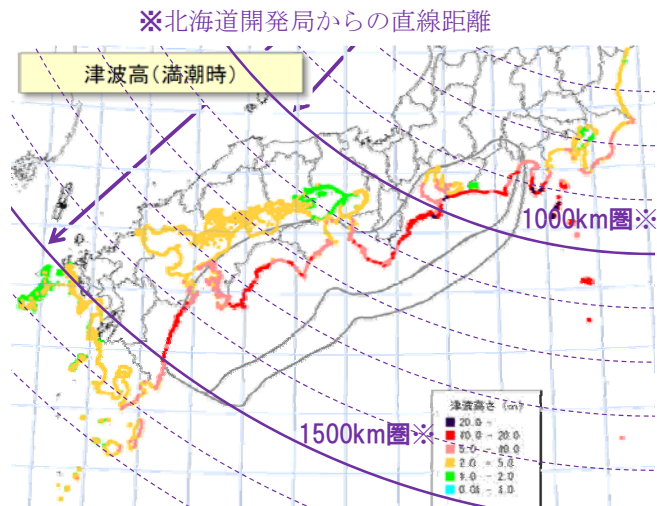 ※北海道開発局からの直線距離
津波高(満潮時)
1000km圏※
1500km圏※
津波高さ (m)
20.0 -
10.0 - 20.0
5.0 - 10.0
2.0 - 5.0
1.0 - 2.0
0.01 - 1.0